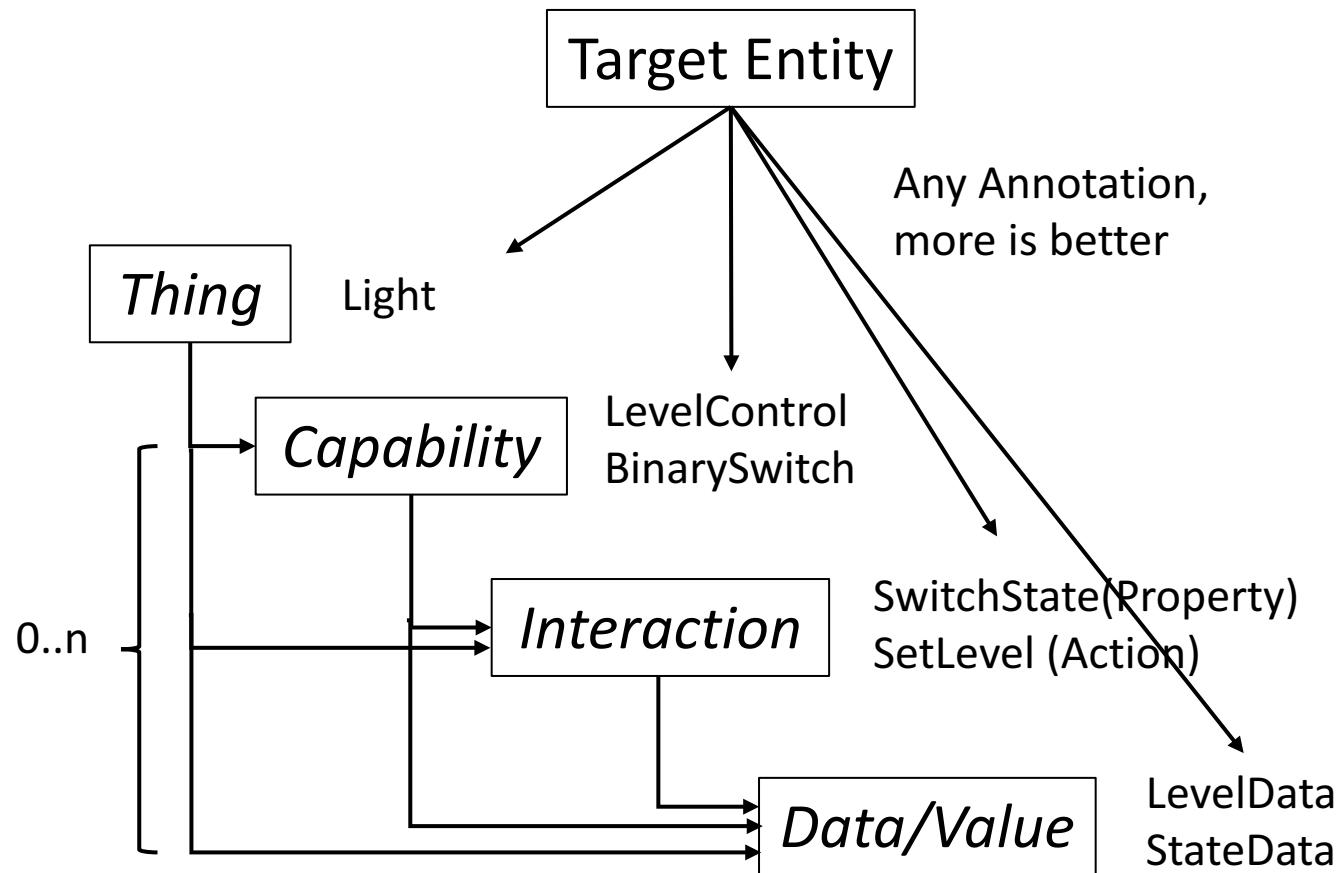 Target Entity
Any Annotation,
more is better
Thing
Light
Capability
LevelControl
BinarySwitch
0..n
Interaction
SwitchState(Property)
SetLevel (Action)
Data/Value
LevelData
StateData